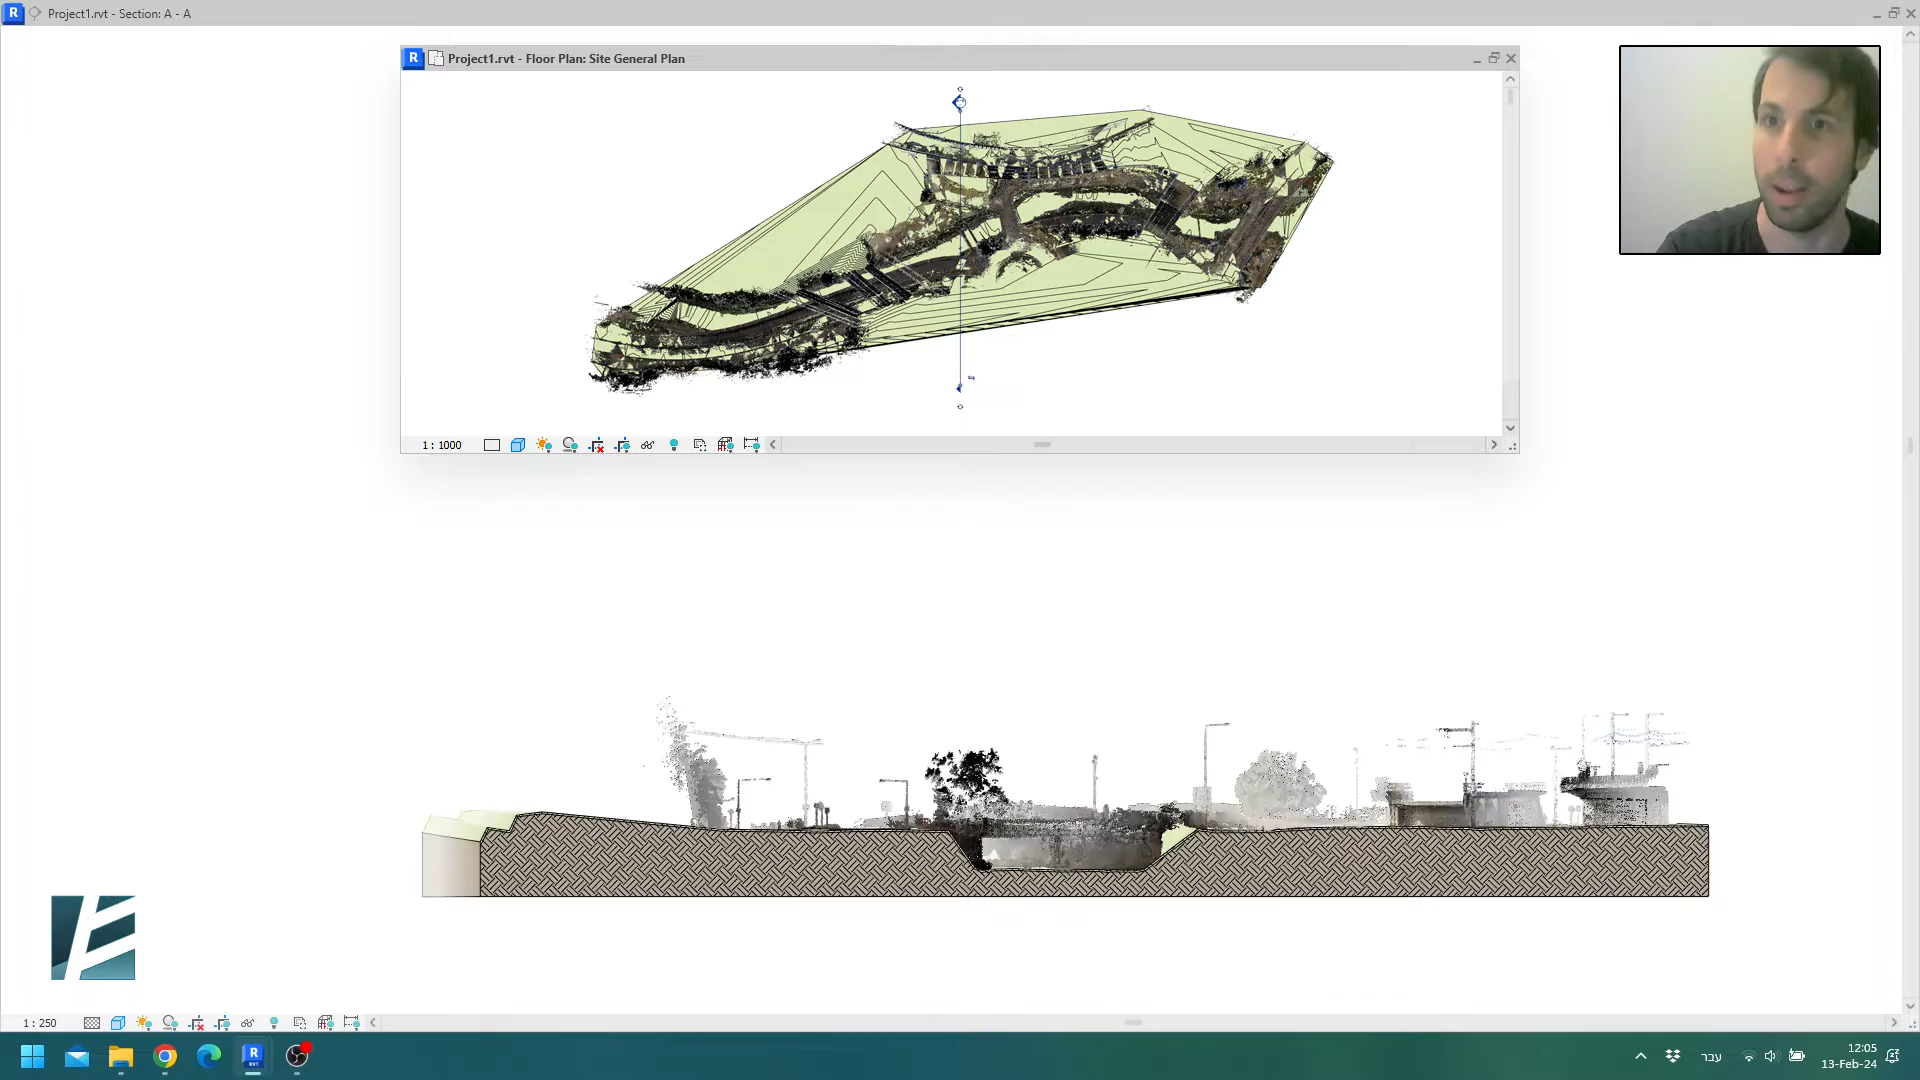 Project1.rvt - Section: A - A
Project1.rvt - Floor Plan: Site General Plan
1 : 1000
1 : 250
RVT
עבר
12:05
13-Feb-24